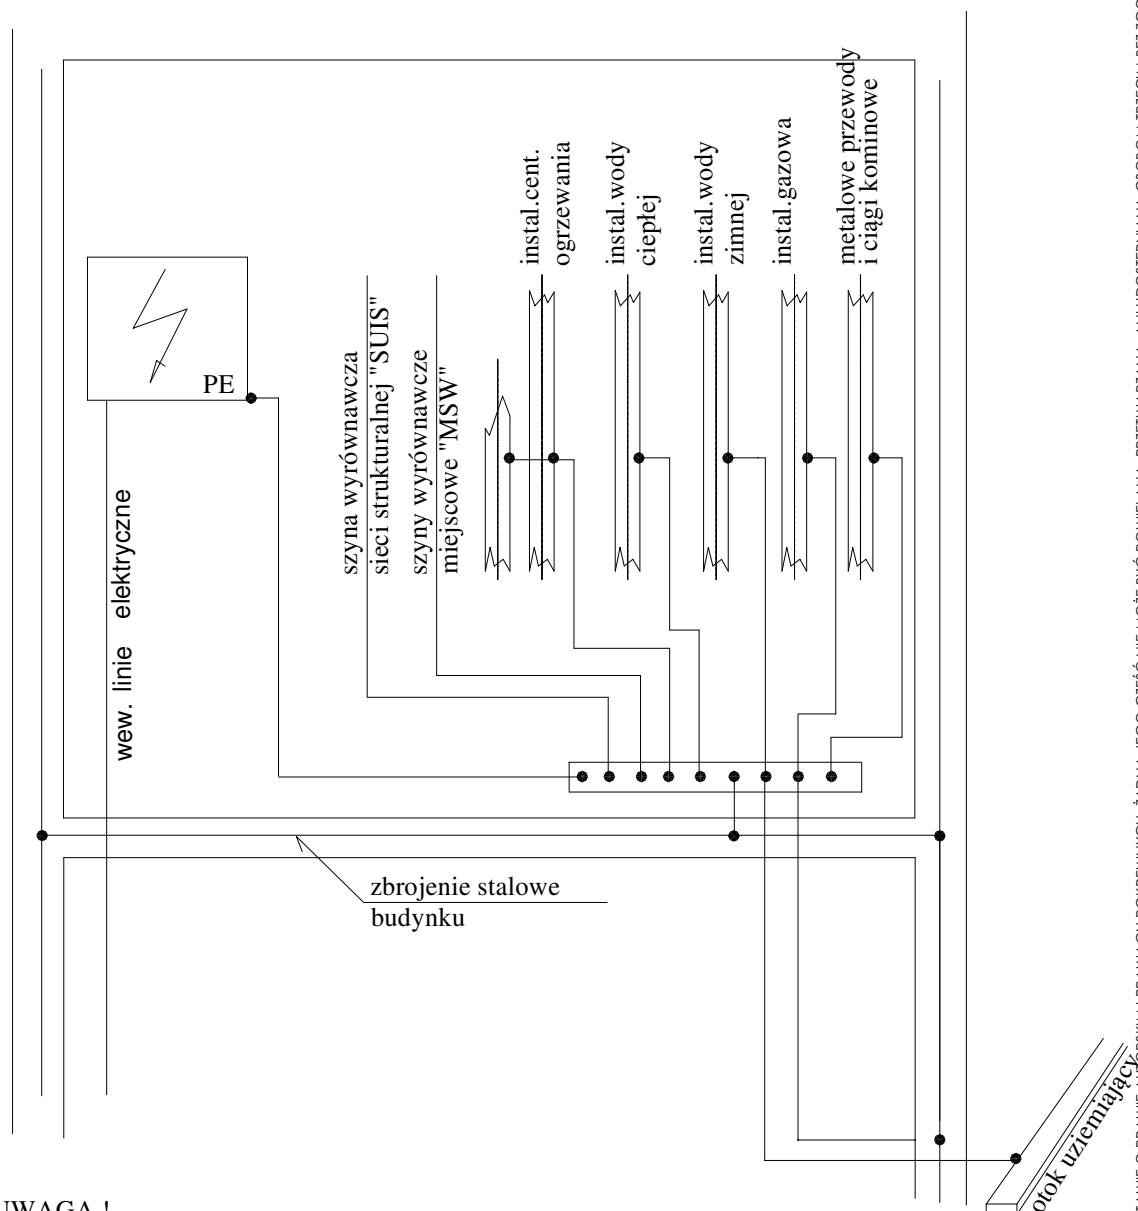 metalowe przewody
i ciągi kominowe
instal.gazowa
instal.wody
zimnej
instal.wody
ciepłej
instal.cent.
ogrzewania
szyny wyrównawcze
miejscowe "MSW"
szyna wyrównawcza
sieci strukturalnej "SUIS"
PE
wew. linie elektryczne
zbrojenie stalowe
budynku
otok uziemiający
UWAGA !